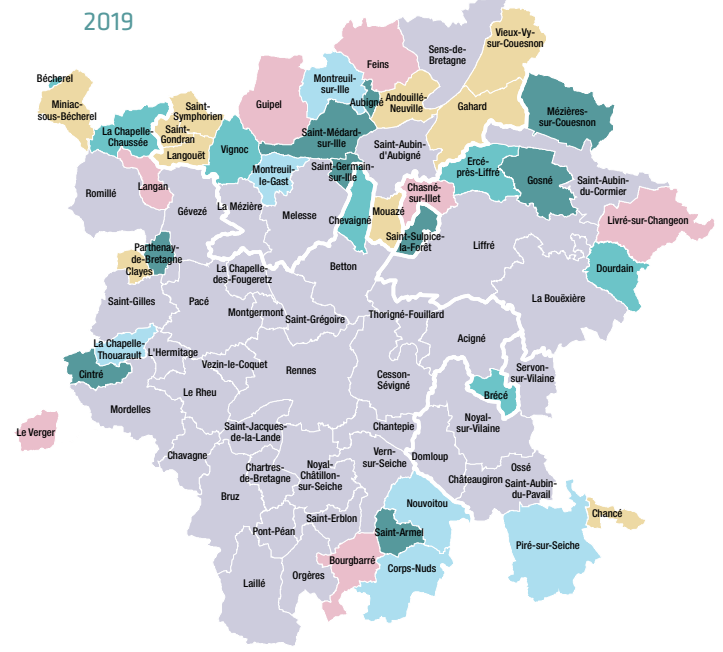 2019
Vieux-Vy-
sur-Couesnon
Sens-de-
Bretagne
Feins
Bécherel
Montreuil-
sur-Ille
Miniac-
sous-Bécherel
Guipel
Aubigné
Andouillé-
Neuville
Gahard
Mézières-
sur-Couesnon
Saint-
Symphorien
La Chapelle-
Chaussée
Saint-
Gondran
Langouët
Vignoc
Saint-Médard-
sur-Ille
Saint-Aubin-
d'Aubigné
Montreuil-
le-Gast
Saint-Germain-
sur-Ille
Ercé-
près-Liffré
Gosné
Saint-Aubin-
du-Cormier
Romillé
Langan
Gévezé
La Mézière
Melesse
Chevaigné
Mouazé
Chasné-
sur-Illet
Livré-sur-Changeon
Saint-Sulpice-
la-Forêt
Liffré
Parthenay-
de-Bretagne
Clayes
La Chapelle-
des-Fougeretz
Betton
Dourdain
Saint-Gilles
Pacé
La Bouëxière
Montgermont
Saint-Grégoire
Thorigné-Fouillard
La Chapelle-
Thouarault
L'Hermitage
Acigné
Cintré
Vezin-le-Coquet
Rennes
Cesson-
Sévigné
Servon-
sur-Vilaine
Le Rheu
Brécé
Mordelles
Le Verger
Saint-Jacques-
de-la-Lande
Chantepie
Noyal-
sur-Vilaine
Chavagne
Chartres-
de-Bretagne
Noyal-
Châtillon-
sur-Seiche
Vern-
sur-Seiche
Domloup
Ossé
Châteaugiron
Saint-Aubin-
du-Pavail
Bruz
Nouvoitou
Chancé
Saint-Erblon
Pont-Péan
Saint-Armel
Piré-sur-Seiche
Bourgbarré
Corps-Nuds
Orgères
Laillé